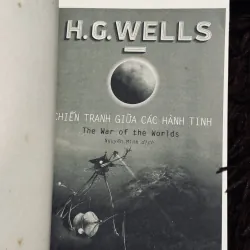 H.G.WELLS
CHIẾN TRANH GIỮA CÁC HÀNH TINH
The War of the Worlds